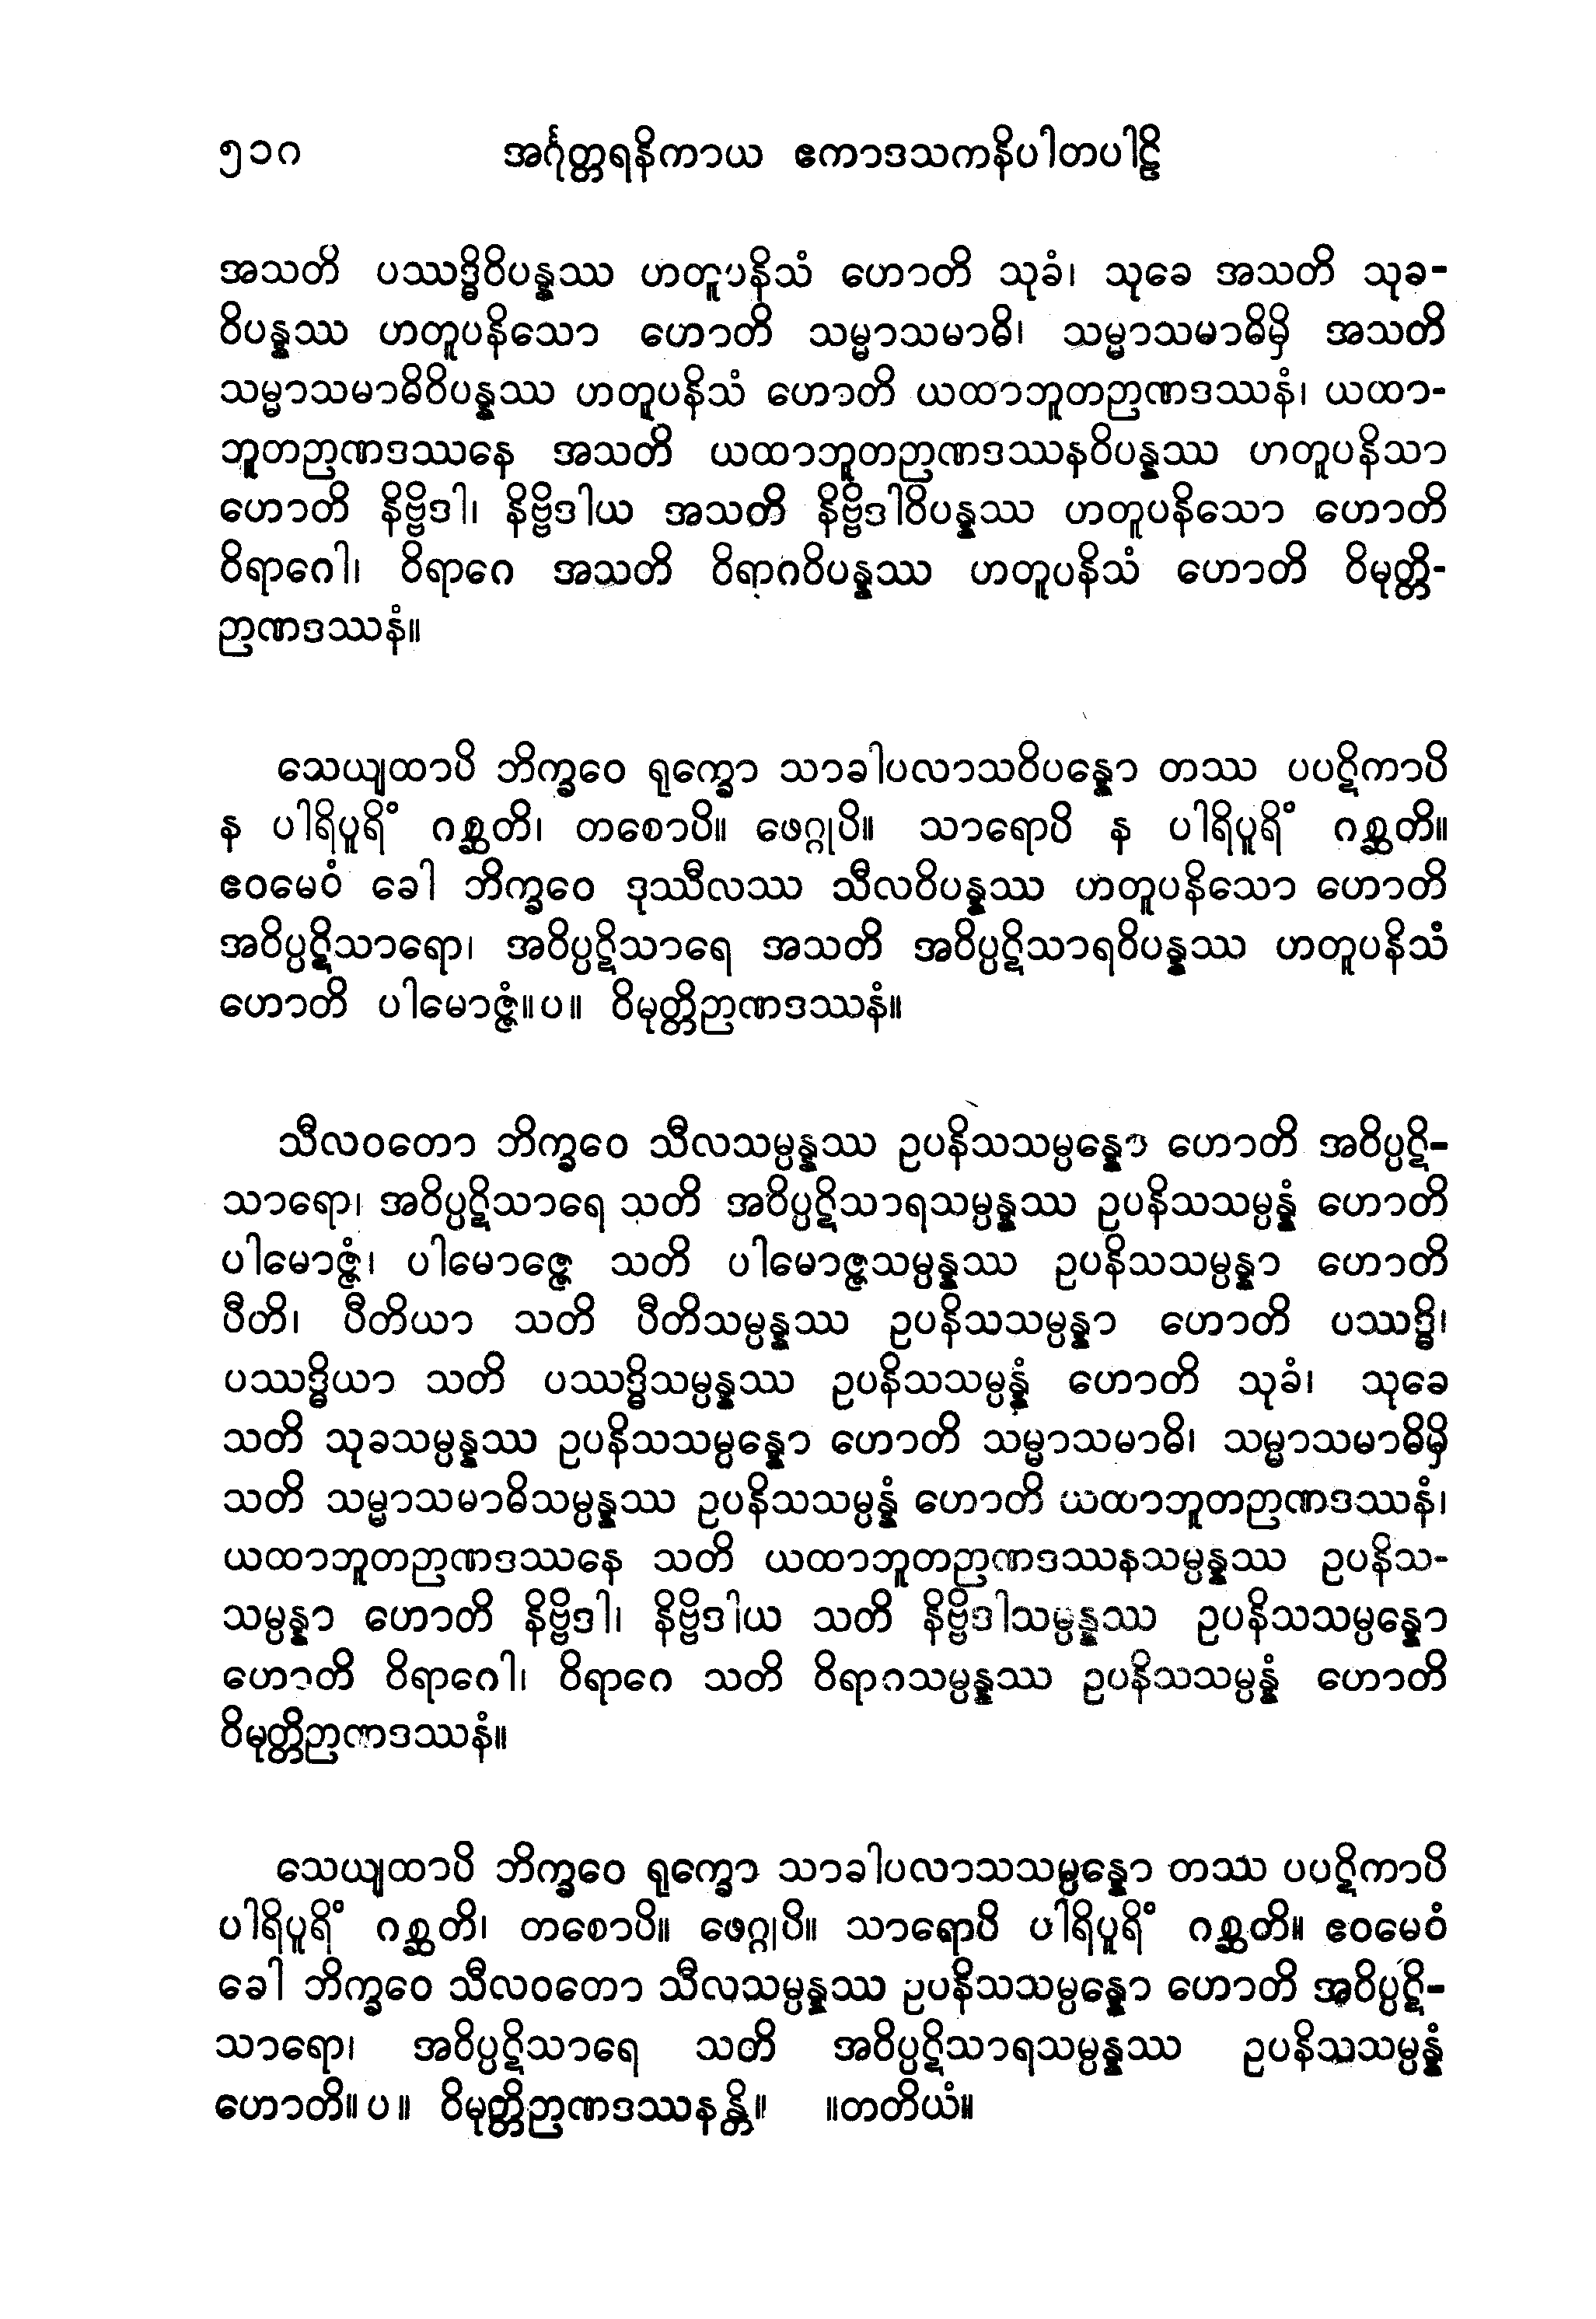 ၅၁၈ အင်္ဂုတ္တရနိကာယ ဧကာဒသကနိပါတပါဠိ
အသတိ ပဿဒ္ဓိဝိပန္နဿ ဟတူပနိသံ ဟောတိ သုခံ၊ သုခေ အသတိ သုခ-
ဝိပန္နဿ ဟတူပနိသော ဟောတိ သမ္မာသမာဓိ၊ သမ္မာသမာဓိမှိ အသတိ
သမ္မာသမာဓိဝိပန္နဿ ဟတူပနိသံ ဟောတိ ယထာဘူတဉာဏဒဿနံ၊ ယထာ-
ဘူတဉာဏဒဿနေ အသတိ ယထာဘူတဉာဏဒဿနဝိပန္နဿ ဟတူပနိသာ
ဟောတိ နိဗ္ဗိဒါ၊ နိဗ္ဗိဒါယ အသတိ နိဗ္ဗိဒါဝိပန္နဿ ဟတူပနိသော ဟောတိ
ဝိရာဂေါ၊ ဝိရာဂေ အသတိ ဝိရာဂဝိပန္နဿ ဟတူပနိသံ ဟောတိ ဝိမုတ္တိ-
ဉာဏဒဿနံ။
သေယျထာပိ ဘိက္ခဝေ ရုက္ခော သာခါပလာသဝိပန္နော တဿ ပပဋိကာပိ
န ပါရိပူရိံ ဂစ္ဆတိ၊ တစောပိ။ ဖေဂ္ဂုပိ။ သာရောပိ န ပါရိပူရိံ ဂစ္ဆတိ။
ဧဝမေဝံ ခေါ ဘိက္ခဝေ ဒုဿီလဿ သီလဝိပန္နဿ ဟတူပနိသော ဟောတိ
အဝိပ္ပဋိသာရော၊ အဝိပ္ပဋိသာရေ အသတိ အဝိပ္ပဋိသာရဝိပန္နဿ ဟတူပနိသံ
ဟောတိ ပါမောဇ္ဇံ။ပ။ ဝိမုတ္တိဉာဏဒဿနံ။
သီလဝတော ဘိက္ခဝေ သီလသမ္ပန္နဿ ဥပနိသသမ္ပန္နော ဟောတိ အဝိပ္ပဋိ-
သာရော၊ အဝိပ္ပဋိသာရေ သတိ အဝိပ္ပဋိသာရသမ္ပန္နဿ ဥပနိသသမ္ပန္နံ ဟောတိ
ပါမောဇ္ဇံ၊ ပါမောဇ္ဇေ သတိ ပါမောဇ္ဇသမ္ပန္နဿ ဥပနိသသမ္ပန္နာ ဟောတိ
ပီတိ၊ ပီတိယာ သတိ ပီတိသမ္ပန္နဿ ဥပနိသသမ္ပန္နာ ဟောတိ ပဿဒ္ဓိ၊
ပဿဒ္ဓိယာ သတိ ပဿဒ္ဓိသမ္ပန္နဿ ဥပနိသသမ္ပန္နံ ဟောတိ သုခံ၊ သုခေ
သတိ သုခသမ္ပန္နဿ ဥပနိသသမ္ပန္နော ဟောတိ သမ္မာသမာဓိ၊ သမ္မာသမာဓိမှိ
သတိ သမ္မာသမာဓိသမ္ပန္နဿ ဥပနိသသမ္ပန္နံ ဟောတိ ယထာဘူတဉာဏဒဿနံ၊
ယထာဘူတဉာဏဒဿနေ သတိ ယထာဘူတဉာဏဒဿနသမ္ပန္နဿ ဥပနိသ-
သမ္ပန္နာ ဟောတိ နိဗ္ဗိဒါ၊ နိဗ္ဗိဒါယ သတိ နိဗ္ဗိဒါသမ္ပန္နဿ ဥပနိသသမ္ပန္နော
ဟောတိ ဝိရာဂေါ၊ ဝိရာဂေ သတိ ဝိရာဂသမ္ပန္နဿ ဥပနိသသမ္ပန္နံ ဟောတိ
ဝိမုတ္တိဉာဏဒဿနံ။
သေယျထာပိ ဘိက္ခဝေ ရုက္ခော သာခါပလာသသမ္ပန္နော တဿ ပပဋိကာပိ
ပါရိပူရိံ ဂစ္ဆတိ၊ တစောပိ။ ဖေဂ္ဂုပိ။ သာရောပိ ပါရိပူရိံ ဂစ္ဆတိ။ ဧဝမေဝံ
ခေါ ဘိက္ခဝေ သီလဝတော သီလသမ္ပန္နဿ ဥပနိသသမ္ပန္နော ဟောတိ အဝိပ္ပဋိ-
သာရော၊ အဝိပ္ပဋိသာရေ သတိ အဝိပ္ပဋိသာရသမ္ပန္နဿ ဥပနိသသမ္ပန္နံ
ဟောတိ။ပ။ ဝိမုတ္တိဉာဏဒဿနန္တိ။ ။တတိယံ။